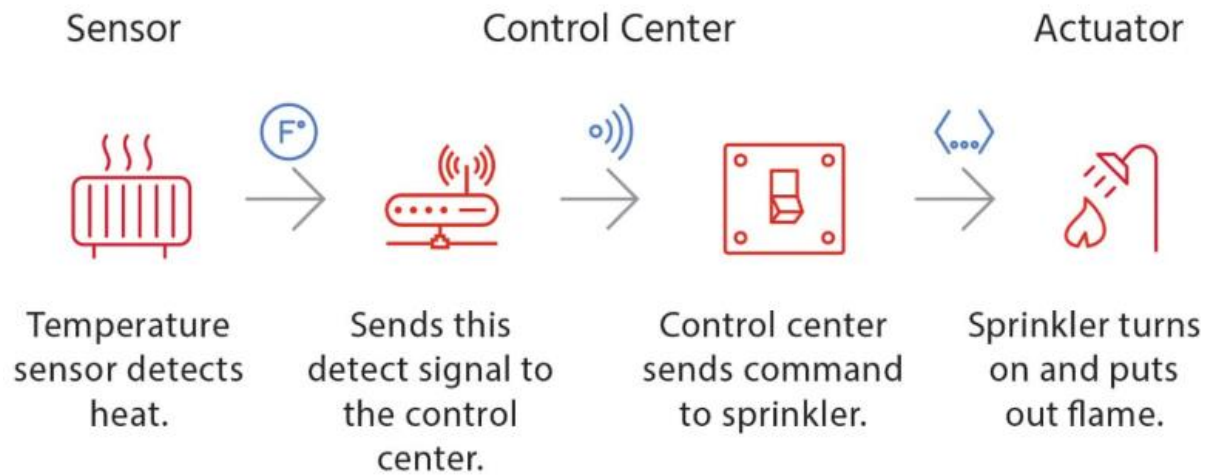 Sensor
Control Center
Actuator
F°
Temperature
sensor detects
heat.
Sends this
detect signal to
the control
center.
Control center
sends command
to sprinkler.
Sprinkler turns
on and puts
out flame.